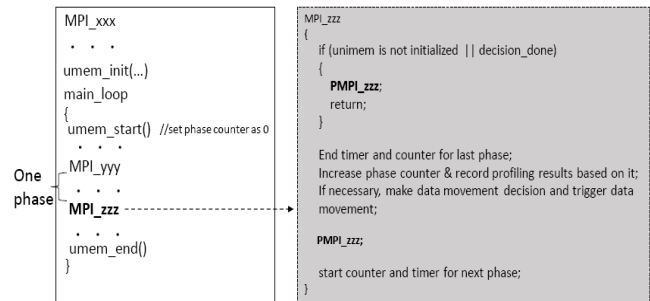 MPI_xxx
. . .
umem_init(...)
main_loop
{
umem_start() //set phase counter as 0
. . .
One phase
MPI_yyy
. . .
MPI_zzz
. . .
umem_end()
}
MPI_zzz
{
if (unimem is not initialized || decision_done)
{
PMPI_zzz;
return;
}
End timer and counter for last phase;
Increase phase counter & record profiling results based on it;
If necessary, make data movement decision and trigger data
movement;
PMPI_zzz;
start counter and timer for next phase;
}